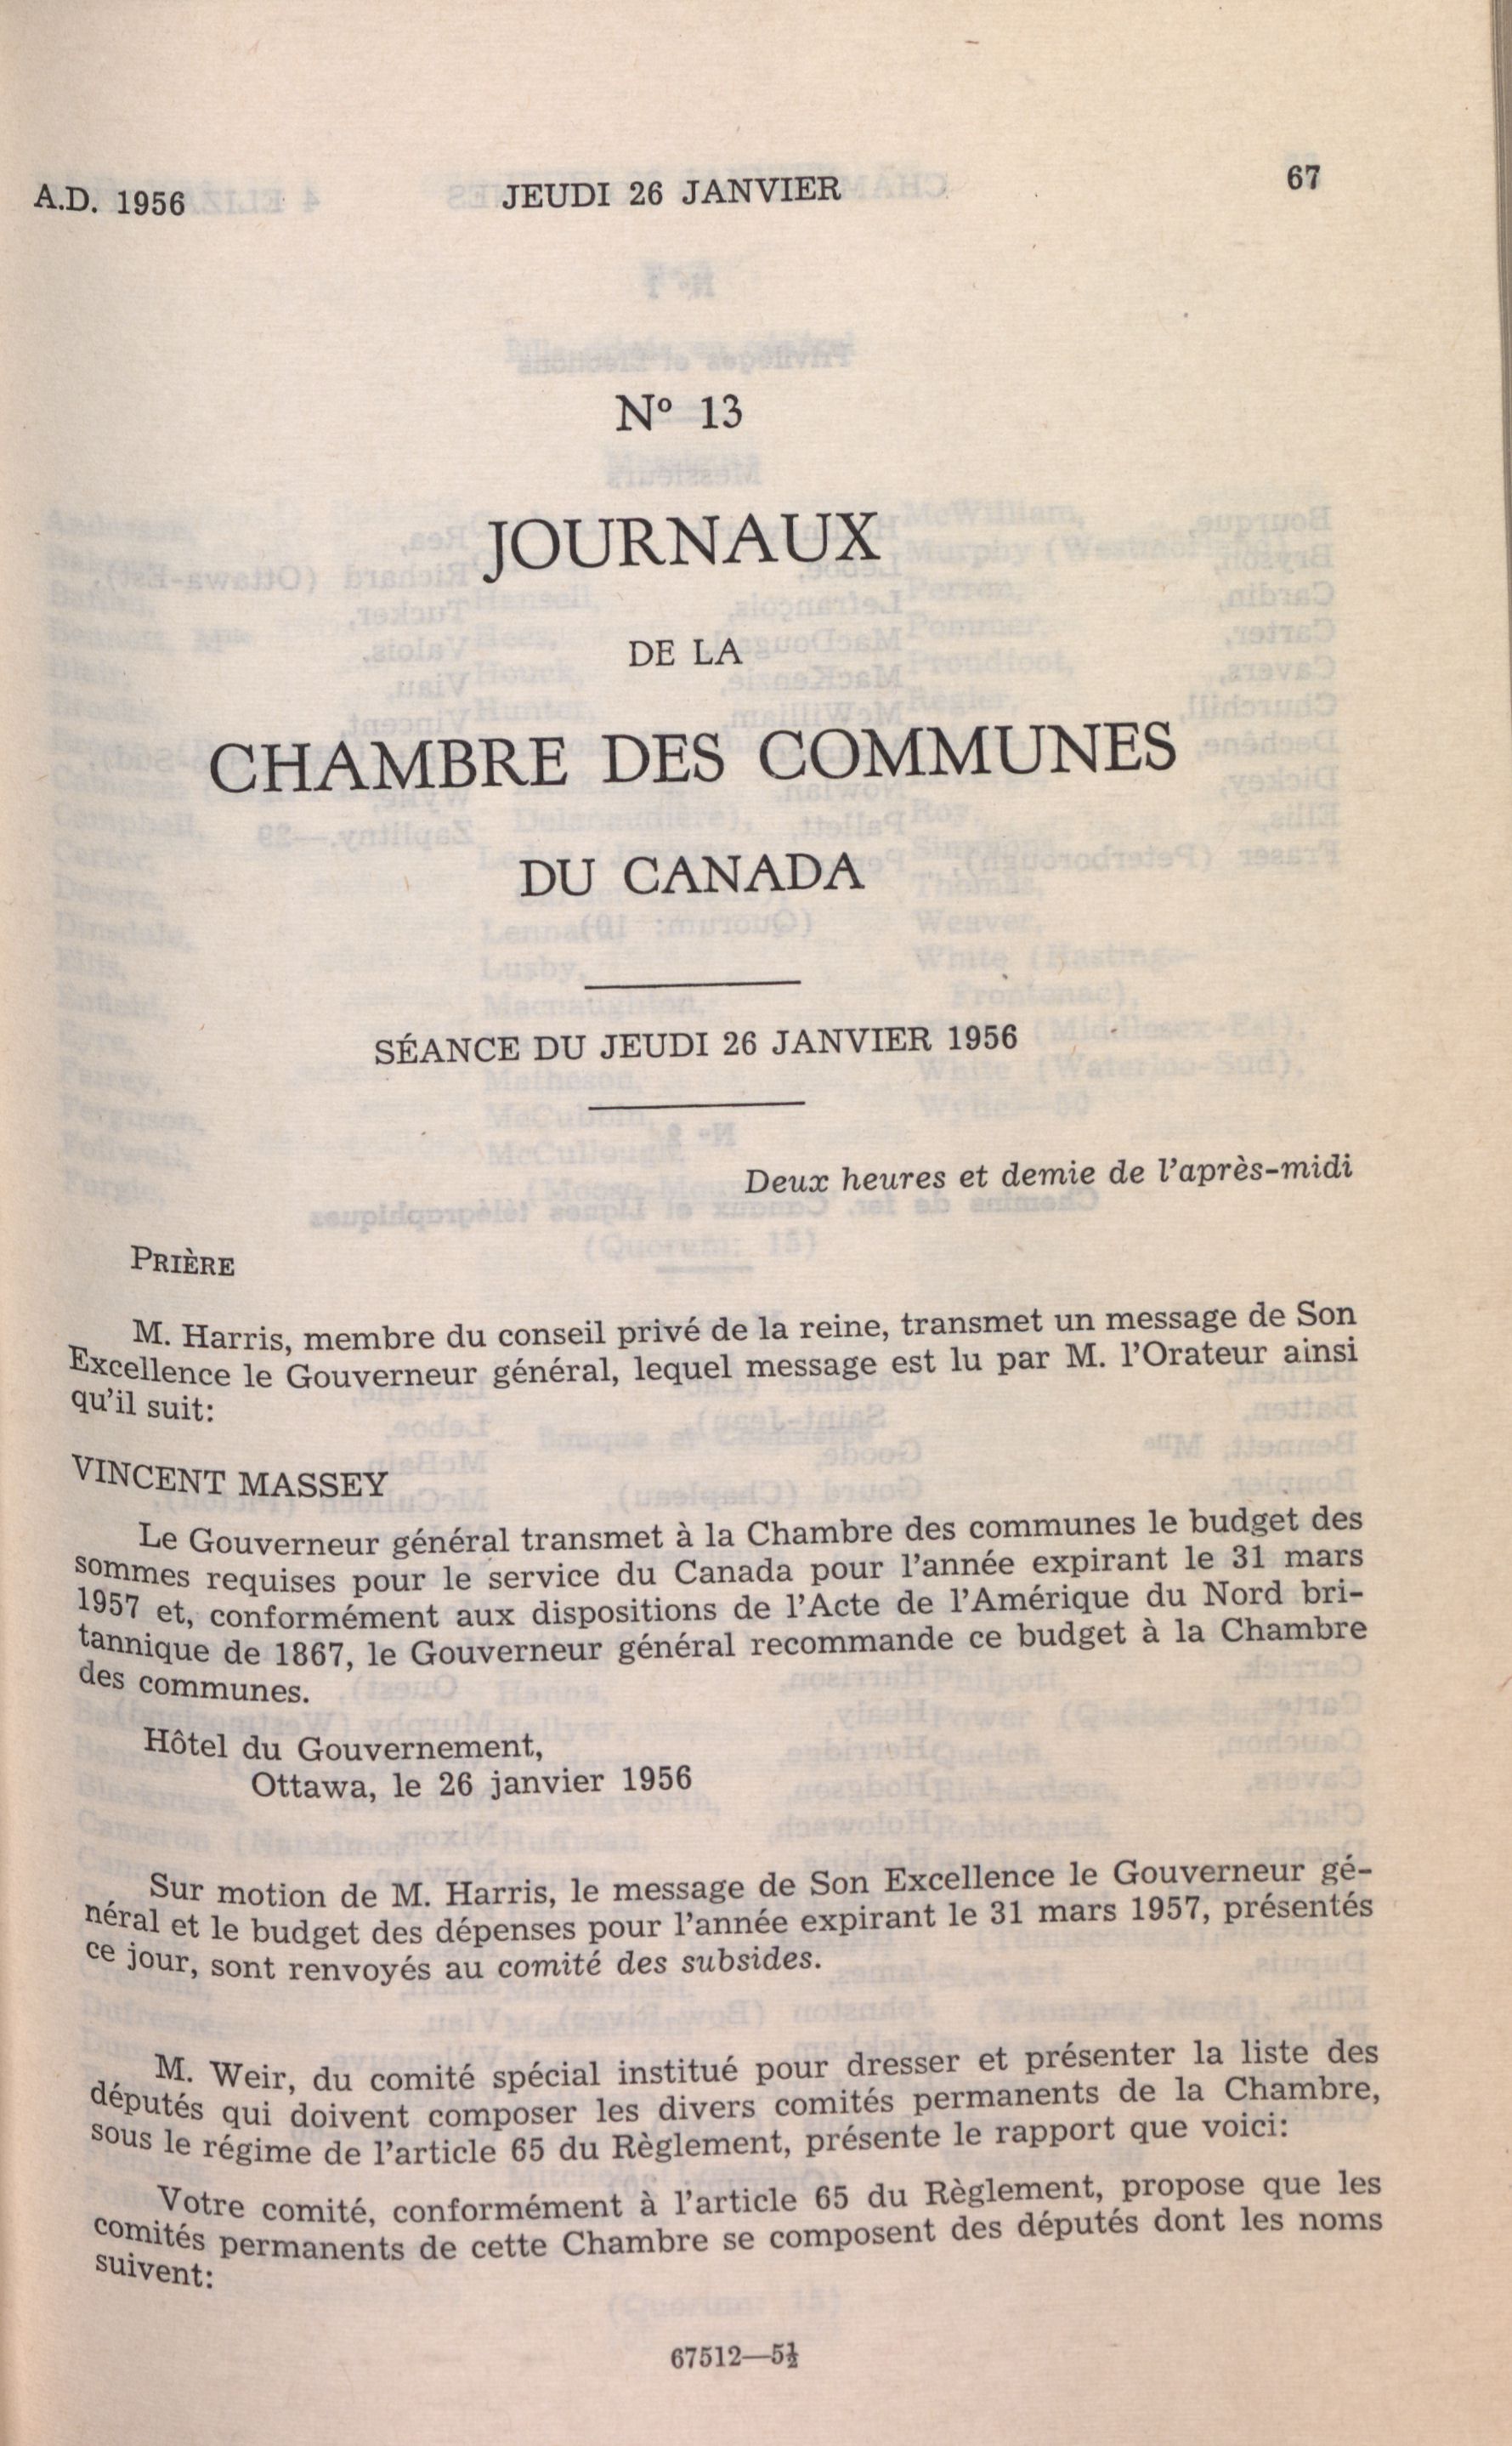 A.D. 1956 JEUDI 26 JANVIER 67
Nº 13
JOURNAUX
DE LA
CHAMBRE DES COMMUNES
DU CANADA
SÉANCE DU JEUDI 26 JANVIER 1956
Deux heures et demie de l'après-midi
PRIÈRE
M. Harris, membre du conseil privé de la reine, transmet un message de Son
Excellence le Gouverneur général, lequel message est lu par M. l'Orateur ainsi
qu'il suit:
VINCENT MASSEY
Le Gouverneur général transmet à la Chambre des communes le budget des
sommes requises pour le service du Canada pour l'année expirant le 31 mars
1957 et, conformément aux dispositions de l'Acte de l'Amérique du Nord bri-
tannique de 1867, le Gouverneur général recommande ce budget à la Chambre
des communes.
Hôtel du Gouvernement,
Ottawa, le 26 janvier 1956
Sur motion de M. Harris, le message de Son Excellence le Gouverneur gé-
néral et le budget des dépenses pour l'année expirant le 31 mars 1957, présentés
ce jour, sont renvoyés au comité des subsides.
M. Weir, du comité spécial institué pour dresser et présenter la liste des
députés qui doivent composer les divers comités permanents de la Chambre,
sous le régime de l'article 65 du Règlement, présente le rapport que voici:
Votre comité, conformément à l'article 65 du Règlement, propose que les
comités permanents de cette Chambre se composent des députés dont les noms
suivent:
67512—5½